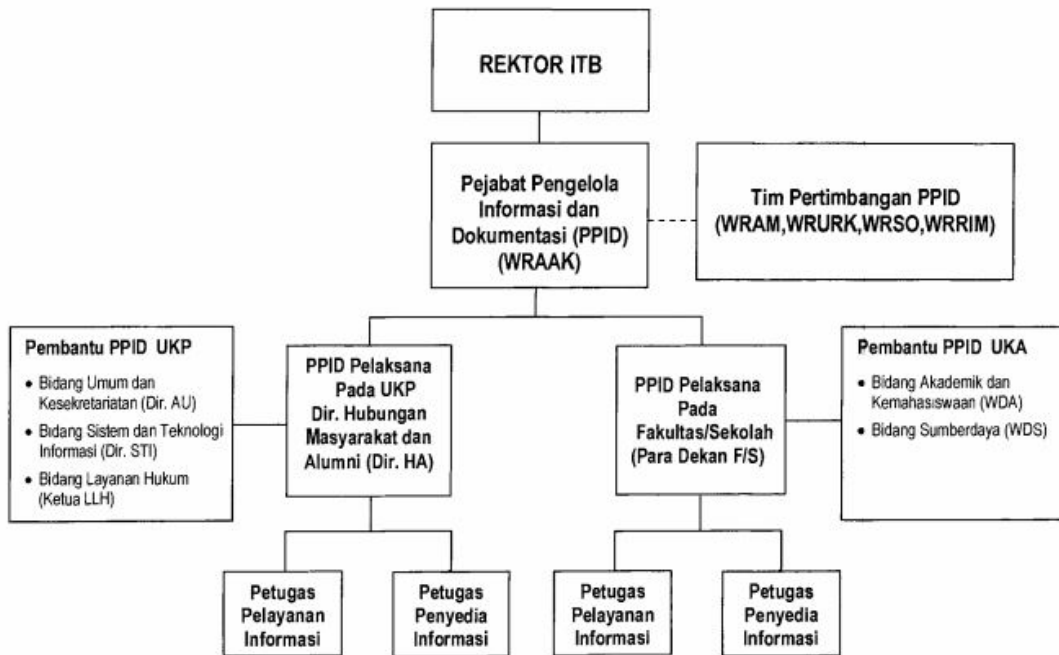 REKTOR ITB
Pejabat Pengelola
Informasi dan
Dokumentasi (PPID)
(WRAAK)
Tim Pertimbangan PPID
(WRAM,WRURK,WRSO,WRRIM)
Pembantu PPID UKP
• Bidang Umum dan
Kesekretariatan (Dir. AU)
• Bidang Sistem dan Teknologi
Informasi (Dir. STI)
• Bidang Layanan Hukum
(Ketua LLH)
PPID Pelaksana
Pada UKP
Dir. Hubungan
Masyarakat dan
Alumni (Dir. HA)
PPID Pelaksana
Pada
Fakultas/Sekolah
(Para Dekan F/S)
Pembantu PPID UKA
• Bidang Akademik dan
Kemahasiswaan (WDA)
• Bidang Sumberdaya (WDS)
Petugas
Pelayanan
Informasi
Petugas
Penyedia
Informasi
Petugas
Pelayanan
Informasi
Petugas
Penyedia
Informasi